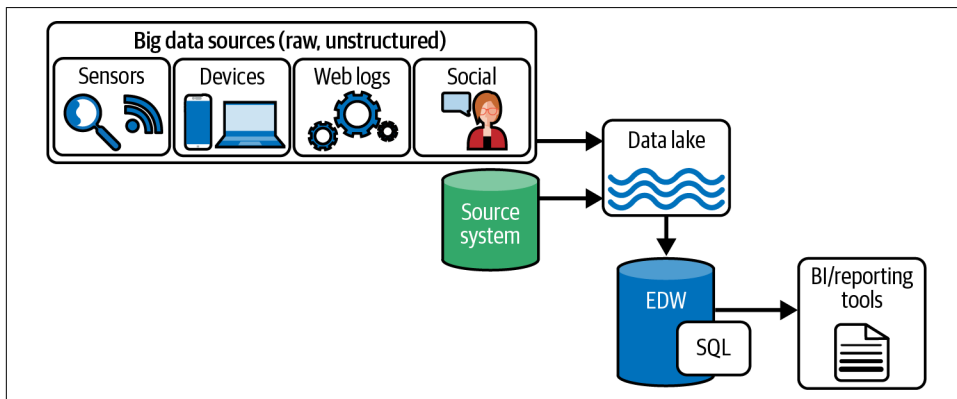 Big data sources (raw, unstructured)
Sensors
Devices
Web logs
Social
Data lake
Source
system
EDW
SQL
BI/reporting
tools